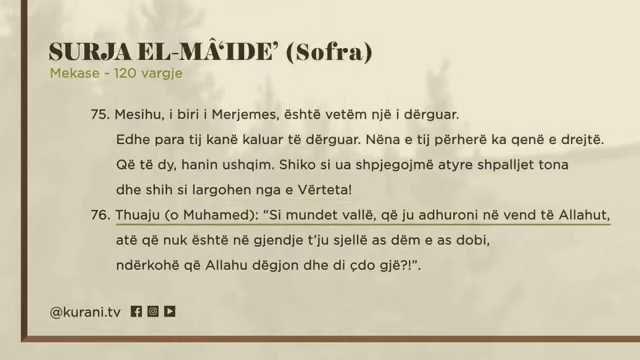 SURJA EL-MÂ‘IDE’ (Sofra)
Mekase - 120 vargje
75. Mesihu, i biri i Merjemes, është vetëm një i dërguar.
Edhe para tij kanë kaluar të dërguar. Nëna e tij përherë ka qenë e drejtë.
Që të dy, hanin ushqim. Shiko si ua shpjegojmë atyre shpalljet tona
dhe shih si largohen nga e Vërteta!
76. Thuaju (o Muhamed): “Si mundet vallë, që ju adhuroni në vend të Allahut,
atë që nuk është në gjendje t’ju sjellë as dëm e as dobi,
ndërkohë që Allahu dëgjon dhe di çdo gjë?!”.
@kurani.tv